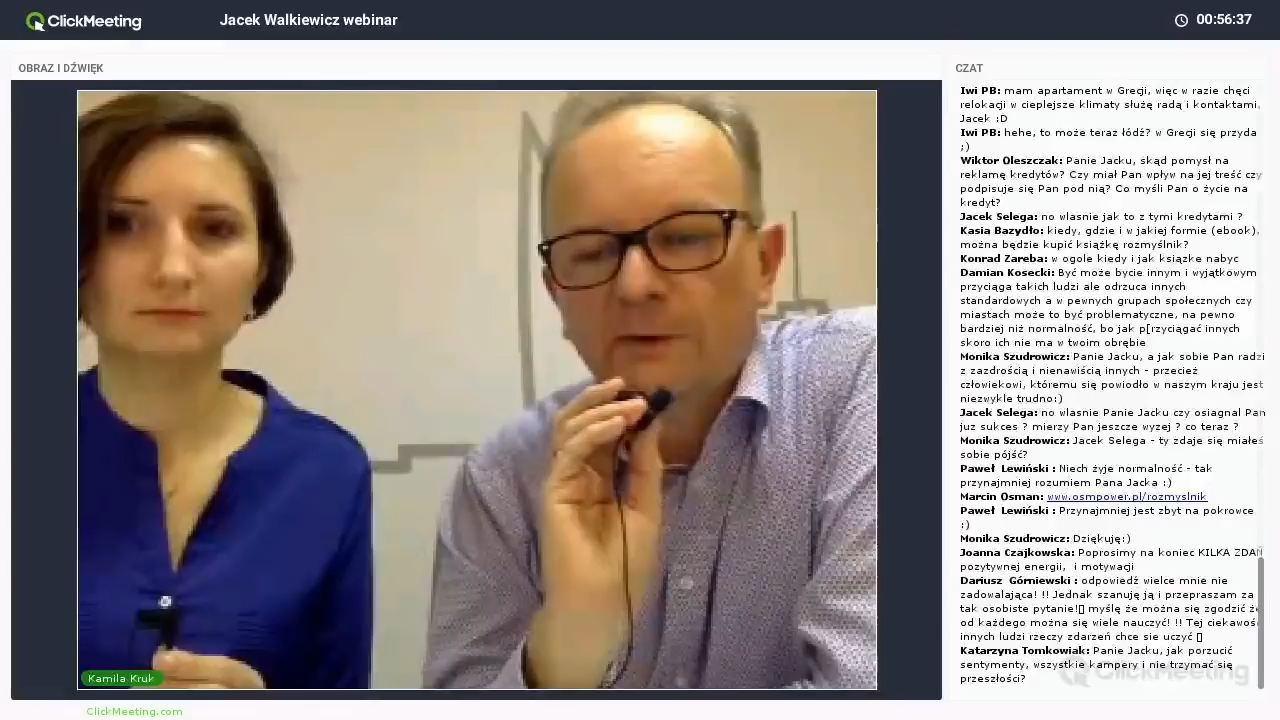 ClickMeeting
Jacek Walkiewicz webinar
00:56:37
OBRAZ I DŹWIĘK
CZAT
Iwi PB: mam apartament w Grecji, więc w razie chęci
relokacji w cieplejsze klimaty służę radą i kontaktami,
Jacek :D
Iwi PB: hehe, to może teraz łódź? w Grecji się przyda
;)
Wiktor Oleszczak: Panie Jacku, skąd pomysł na
reklamę kredytów? Czy miał Pan wpływ na jej treść czy
podpisuje się Pan pod nią? Co myśli Pan o życie na
kredyt?
Jacek Selega: no wlasnie jak to z tymi kredytami ?
Kasia Bazydło: kiedy, gdzie i w jakiej formie (ebook),
można będzie kupić książkę rozmyślnik?
Konrad Zareba: w ogole kiedy i jak ksiązke nabyc
Damian Kosecki: Być może bycie innym i wyjątkowym
przyciąga takich ludzi ale odrzuca innych
standardowych a w pewnych grupach społecznych czy
miastach może to być problematyczne, na pewno
bardziej niż normalność, bo jak p[rzyciągać innych
skoro ich nie ma w twoim obrębie
Monika Szudrowicz: Panie Jacku, a jak sobie Pan radzi
z zazdrością i nienawiścią innych - przecież
człowiekowi, któremu się powiodło w naszym kraju jest
niezwykle trudno:)
Jacek Selega: no wlasnie Panie Jacku czy osiagnal Pan
juz sukces ? mierzy Pan jeszcze wyzej ? co teraz ?
Monika Szudrowicz: Jacek Selega - ty zdaje się miałeś
sobie pójść?
Paweł Lewiński : Niech żyje normalność - tak
przynajmniej rozumiem Pana Jacka :)
Marcin Osman: www.osmpower.pl/rozmyslnik
Paweł Lewiński : Przynajmniej jest zbyt na pokrowce
:)
Monika Szudrowicz: Dziękuję:)
Joanna Czajkowska: Poprosimy na koniec KILKA ZDAŃ
pozytywnej energii, i motywacji
Dariusz Górniewski : odpowiedź wielce mnie nie
zadowalająca! !! Jednak szanuję ją i przepraszam za
tak osobiste pytanie! myślę że można się zgodzić że
od każdego można się wiele nauczyć! !! Tej ciekawości
innych ludzi rzeczy zdarzeń chce sie uczyć
Katarzyna Tomkowiak: Panie Jacku, jak porzucić
sentymenty, wszystkie kampery i nie trzymać się
przeszłości?
ClickMeeting
Kamila Kruk
ClickMeeting.com